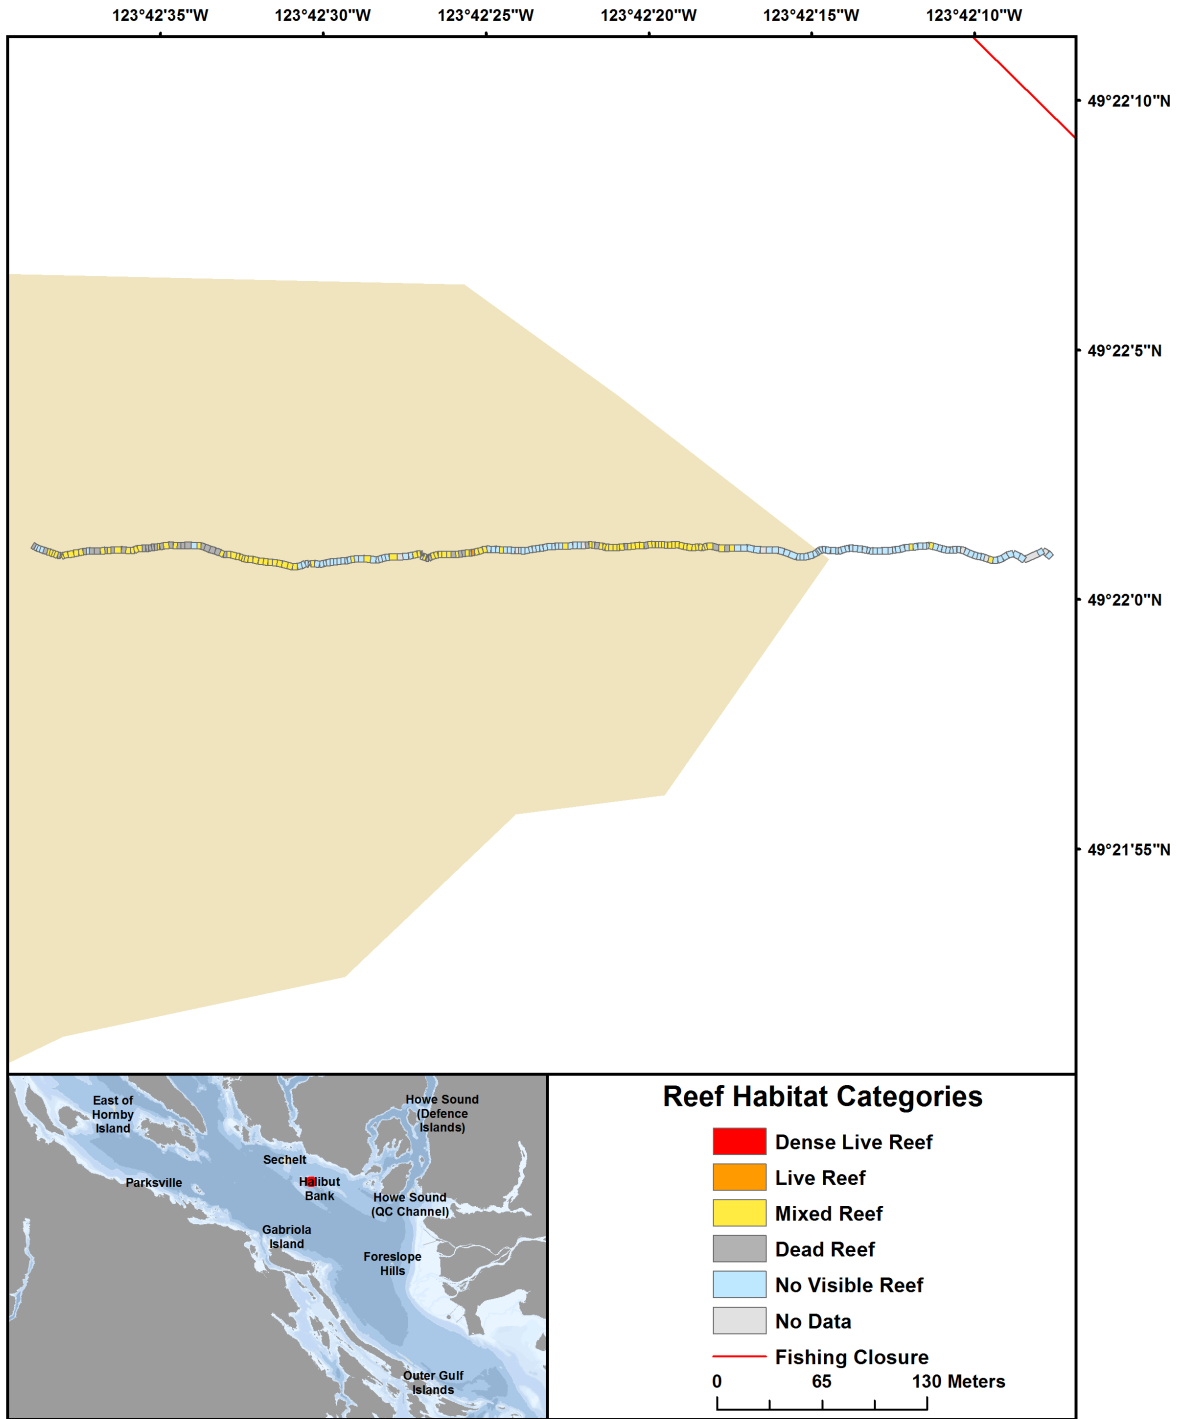 123°42'35"W 123°42'30"W 123°42'25"W 123°42'20"W 123°42'15"W 123°42'10"W
49°22'10"N
49°22'5"N
49°22'0"N
49°21'55"N
East of
Hornby
Island
Howe Sound
(Defence
Islands)
Sechelt
Parksville
Halibut
Bank
Howe Sound
(QC Channel)
Gabriola
Island
Foreslope
Hills
Outer Gulf
Islands
Reef Habitat Categories
Dense Live Reef
Live Reef
Mixed Reef
Dead Reef
No Visible Reef
No Data
Fishing Closure
0 65 130 Meters